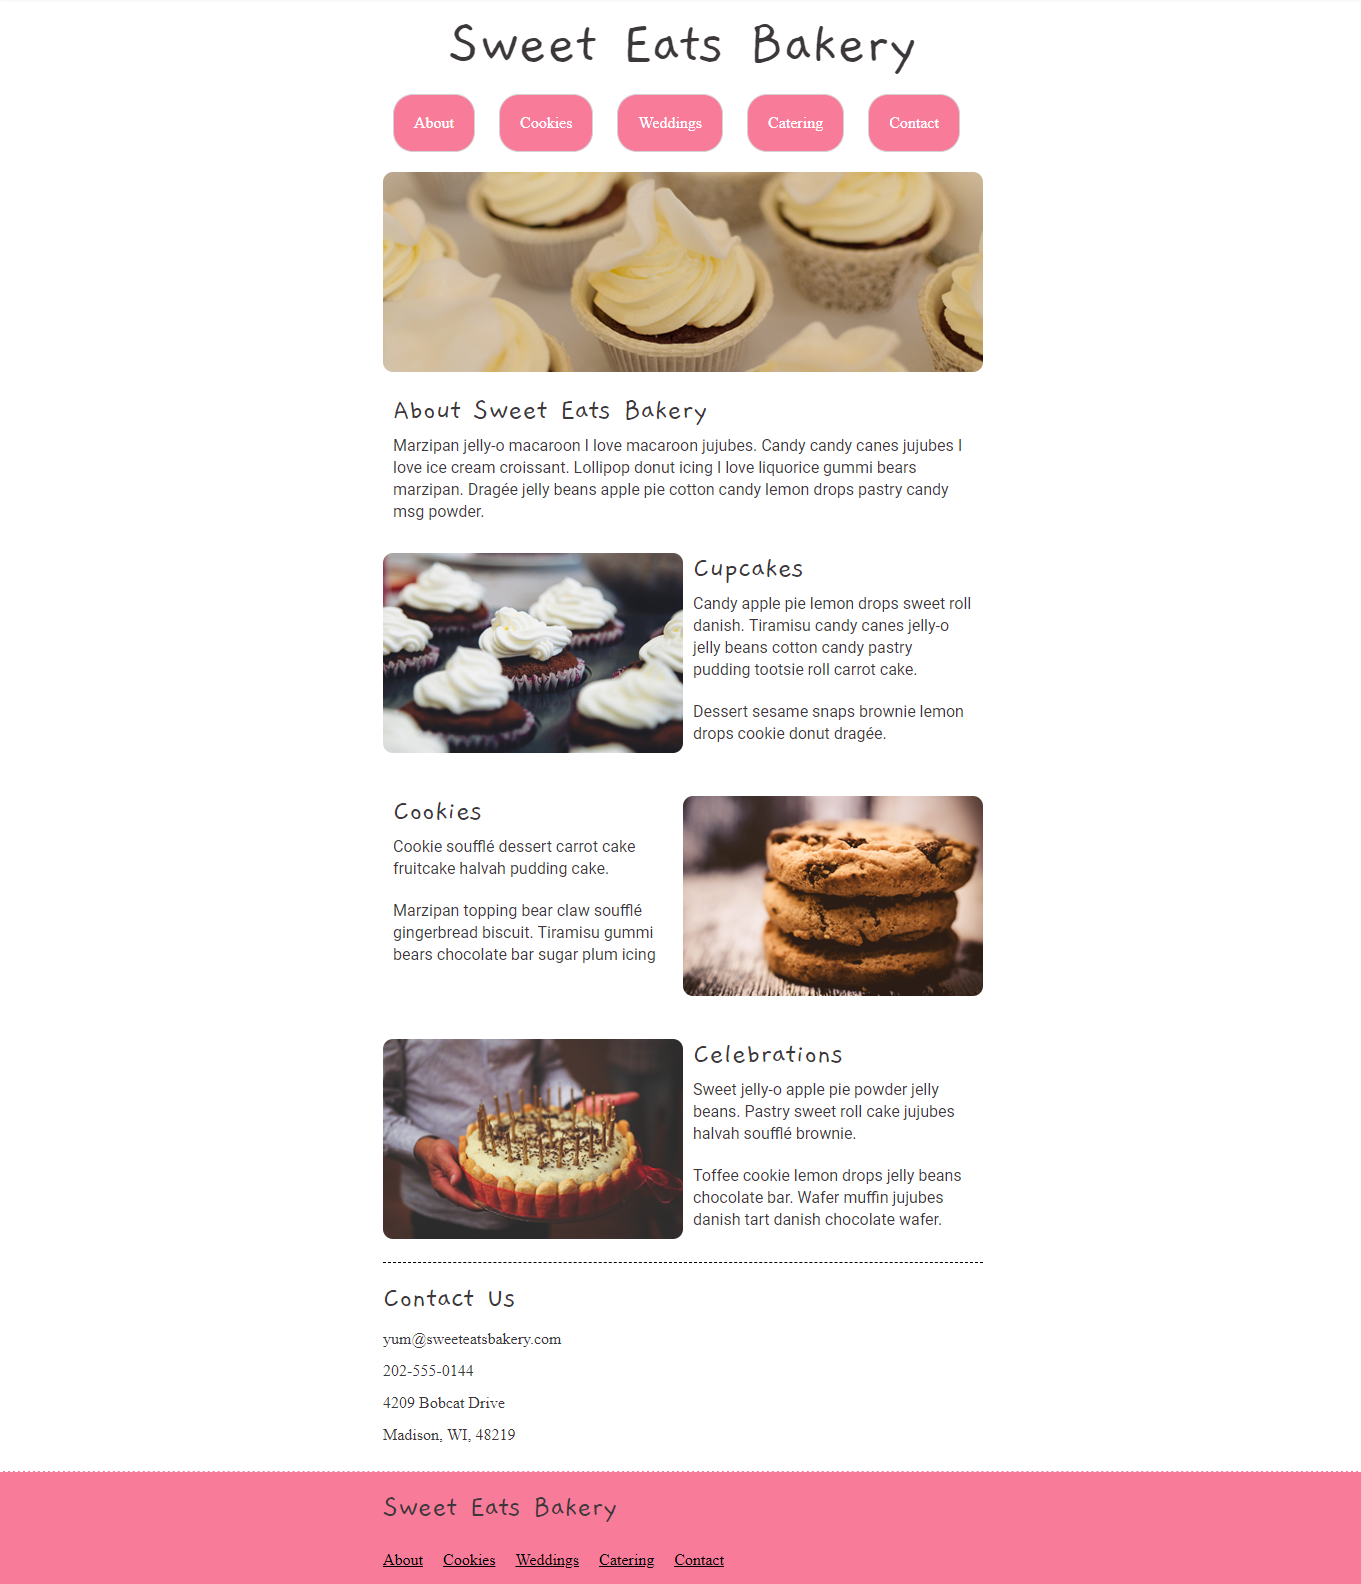 Sweet Eats Bakery
About Cookies Weddings Catering Contact
About Sweet Eats Bakery
Marzipan jelly-o macaroon I love macaroon jujubes. Candy candy canes jujubes I
love ice cream croissant. Lollipop donut icing I love liquorice gummi bears
marzipan. Dragée jelly beans apple pie cotton candy lemon drops pastry candy
msg powder.
Cupcakes
Candy apple pie lemon drops sweet roll
danish. Tiramisu candy canes jelly-o
jelly beans cotton candy pastry
pudding tootsie roll carrot cake.
Dessert sesame snaps brownie lemon
drops cookie donut dragée.
Cookies
Cookie soufflé dessert carrot cake
fruitcake halvah pudding cake.
Marzipan topping bear claw soufflé
gingerbread biscuit. Tiramisu gummi
bears chocolate bar sugar plum icing
Celebrations
Sweet jelly-o apple pie powder jelly
beans. Pastry sweet roll cake jujubes
halvah soufflé brownie.
Toffee cookie lemon drops jelly beans
chocolate bar. Wafer muffin jujubes
danish tart danish chocolate wafer.
Contact Us
yum@sweeteatsbakery.com
202-555-0144
4209 Bobcat Drive
Madison, WI, 48219
Sweet Eats Bakery
About Cookies Weddings Catering Contact